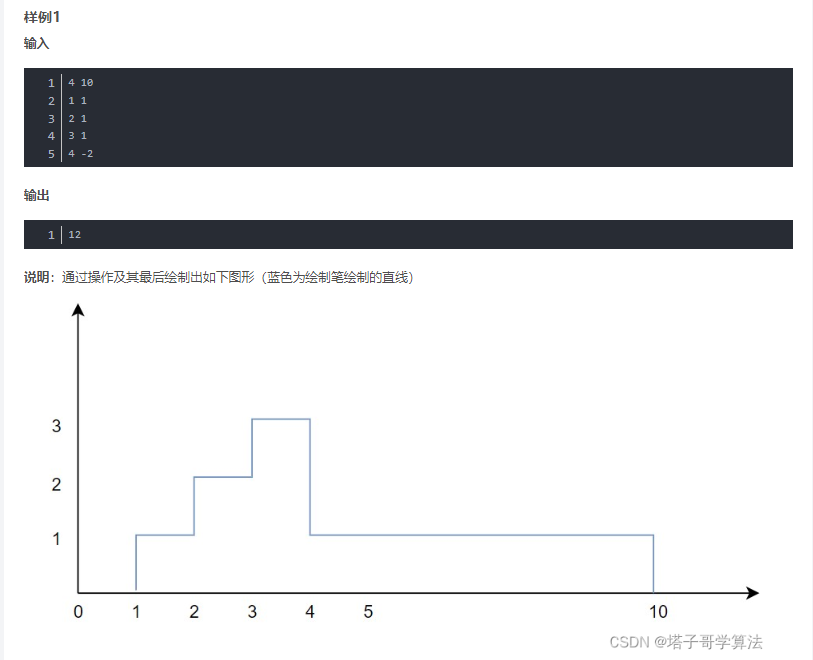 样例1
输入
1 4 10
2 1 1
3 2 1
4 3 1
5 4 -2
输出
1 12
说明：通过操作及其最后绘制出如下图形（蓝色为绘制笔绘制的直线）
3
2
1
0 1 2 3 4 5 10
CSDN @塔子哥学算法